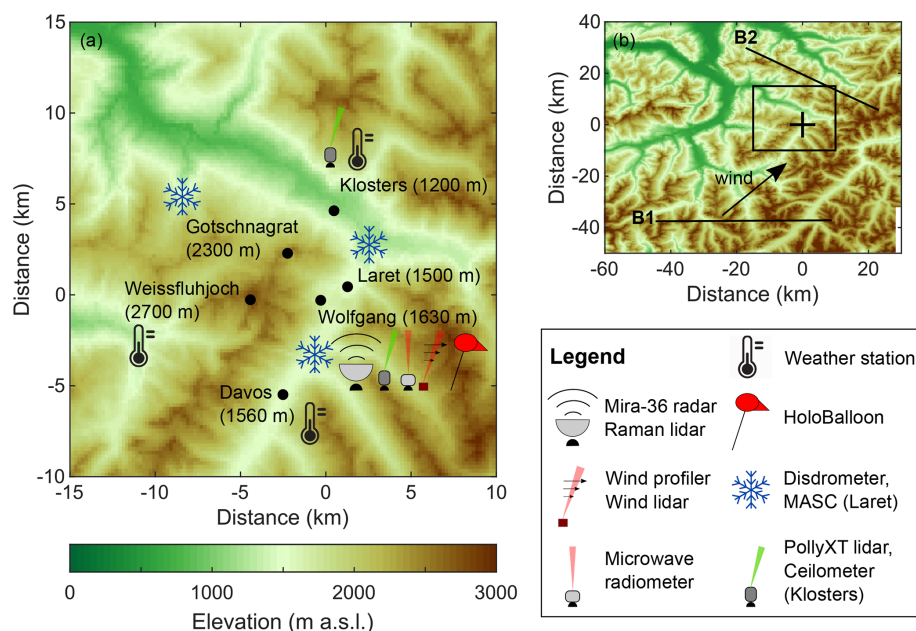 (a)
15
10
5
0
-5
-10
-15
-10
-5
0
5
10
Distance (km)
Distance (km)
Klosters (1200 m)
Gotschnagrat
(2300 m)
Laret (1500 m)
Weissfluhjoch
(2700 m)
Wolfgang (1630 m)
Davos
(1560 m)
0
1000
2000
3000
Elevation (m a.s.l.)
(b)
40
20
0
-20
-40
-60
-40
-20
0
20
Distance (km)
Distance (km)
B2
wind
B1
Legend
Weather station
Mira-36 radar
Raman lidar
HoloBalloon
Wind profiler
Wind lidar
Disdrometer,
MASC (Laret)
Microwave
radiometer
PollyXT lidar,
Ceilometer
(Klosters)